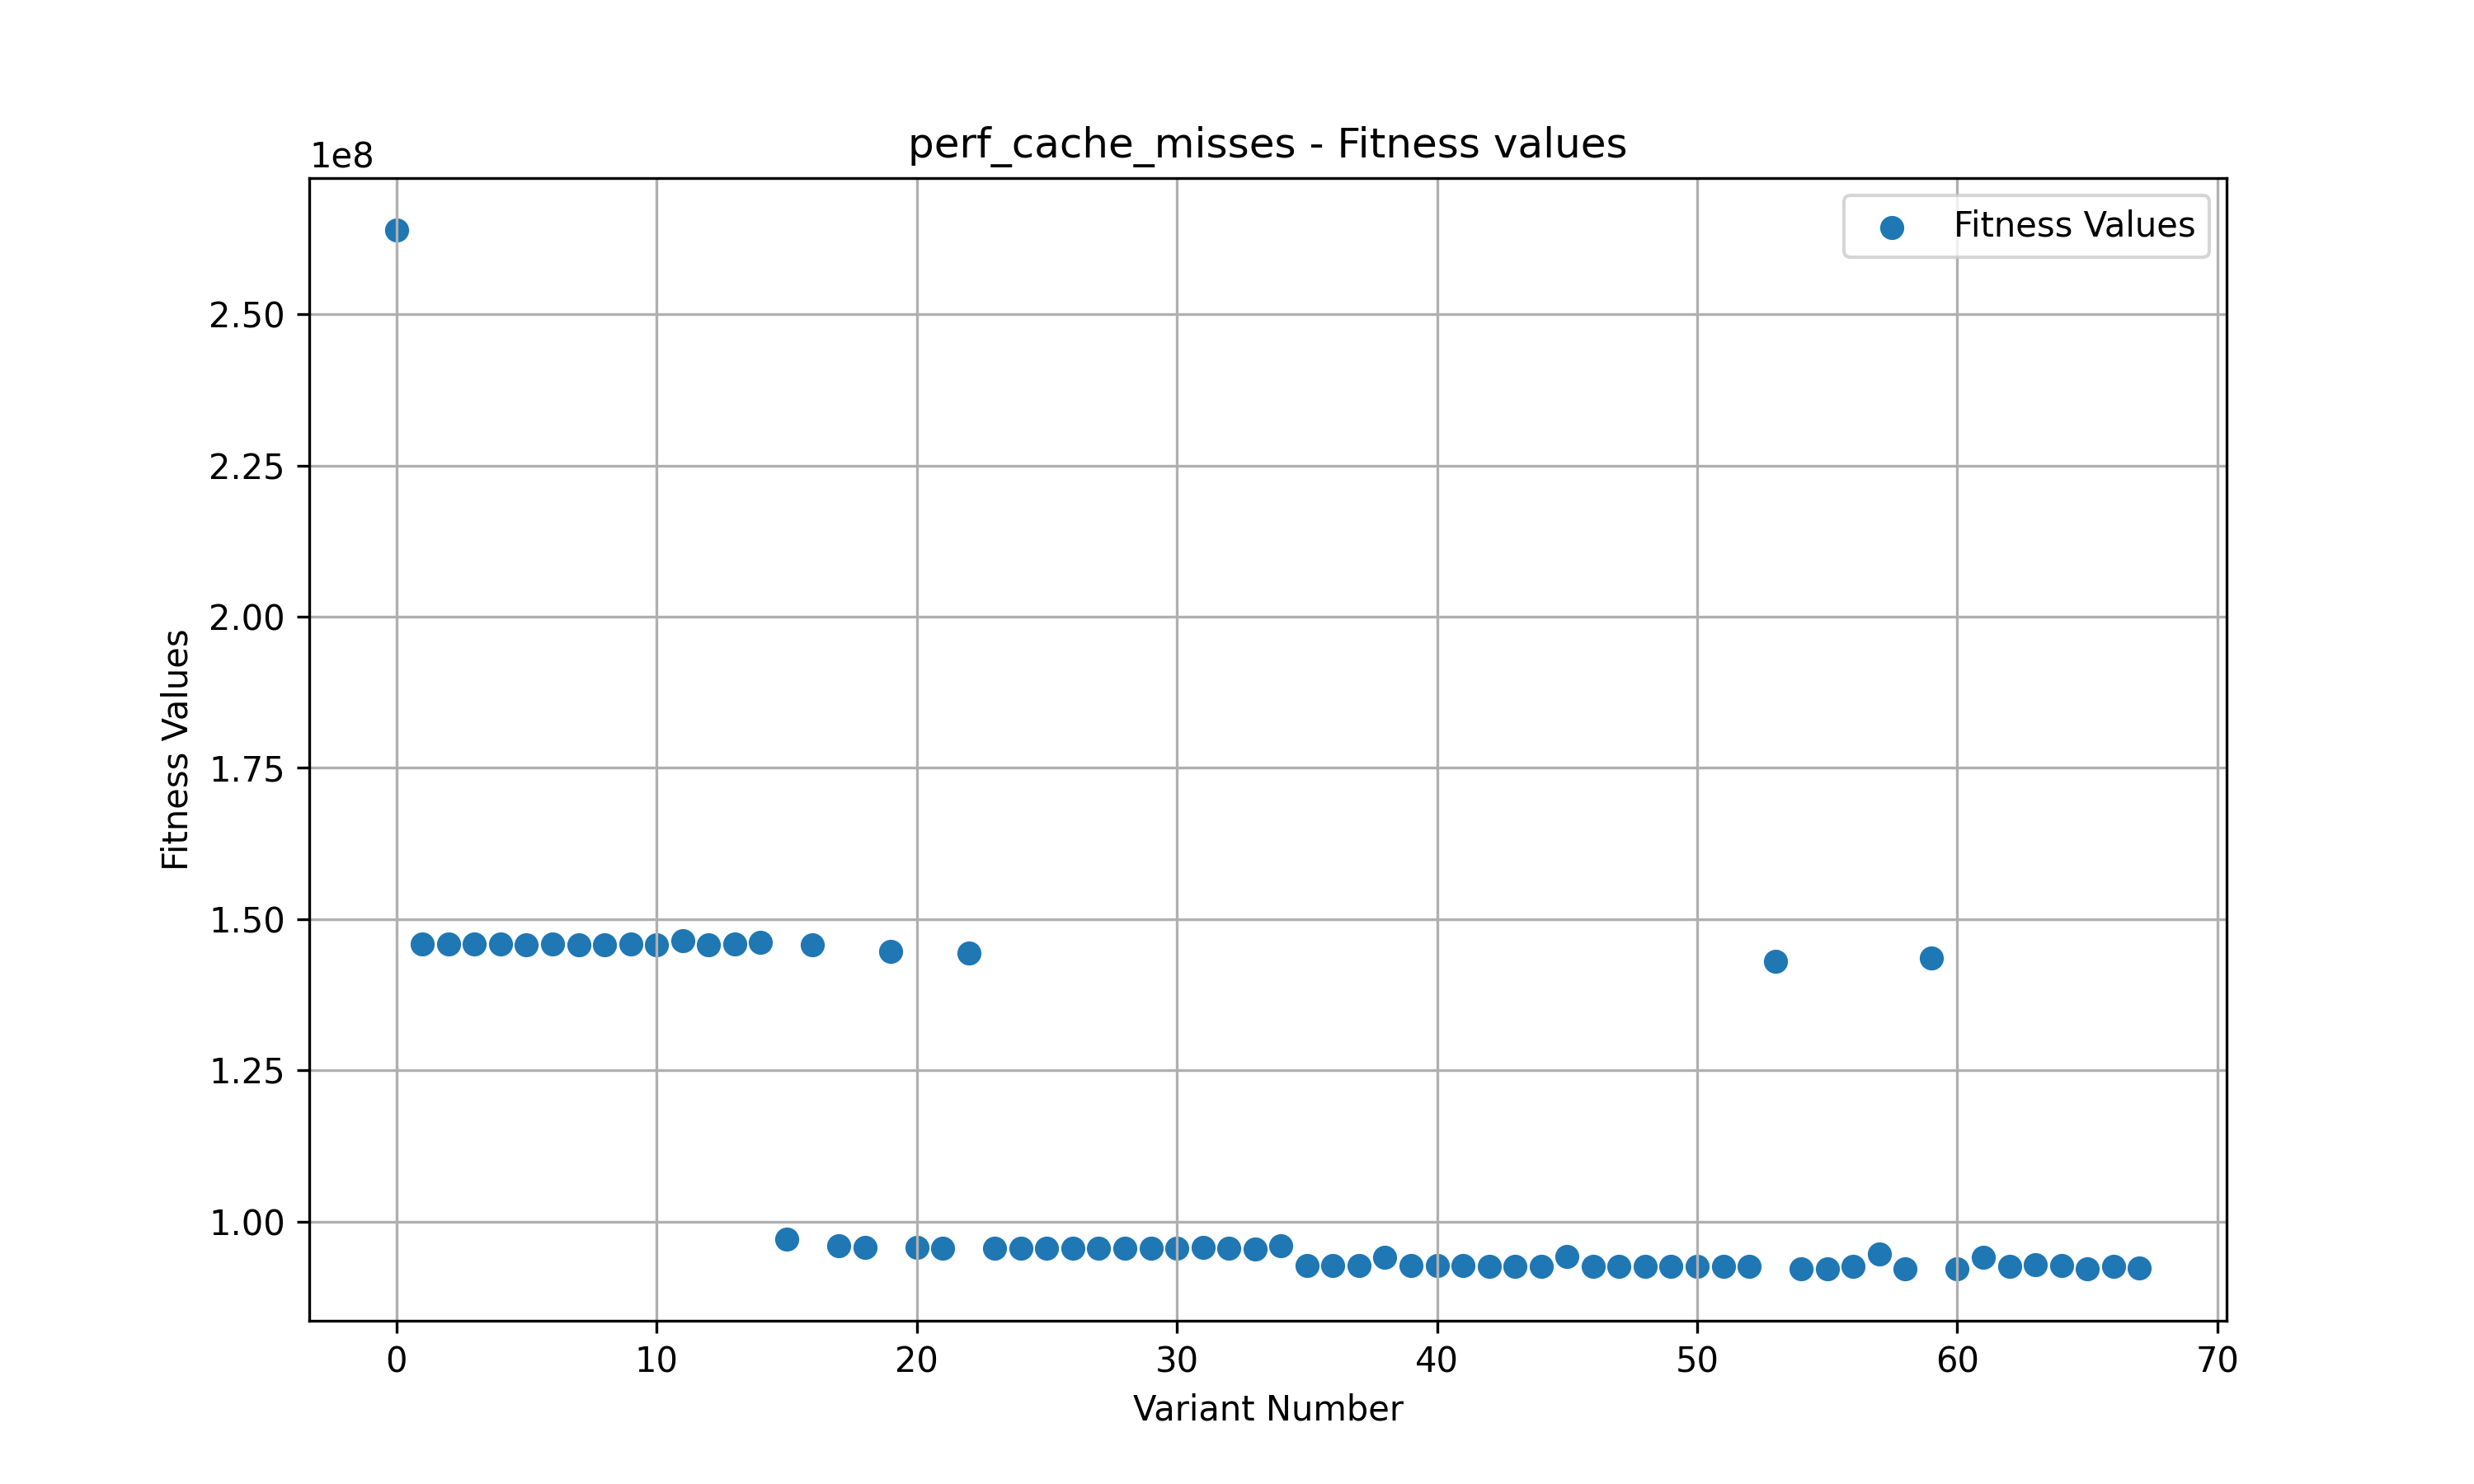 perf_cache_misses - Fitness values
1e8
Fitness Values
2.50
2.25
2.00
1.75
1.50
1.25
1.00
Fitness Values
0 10 20 30 40 50 60 70
Variant Number